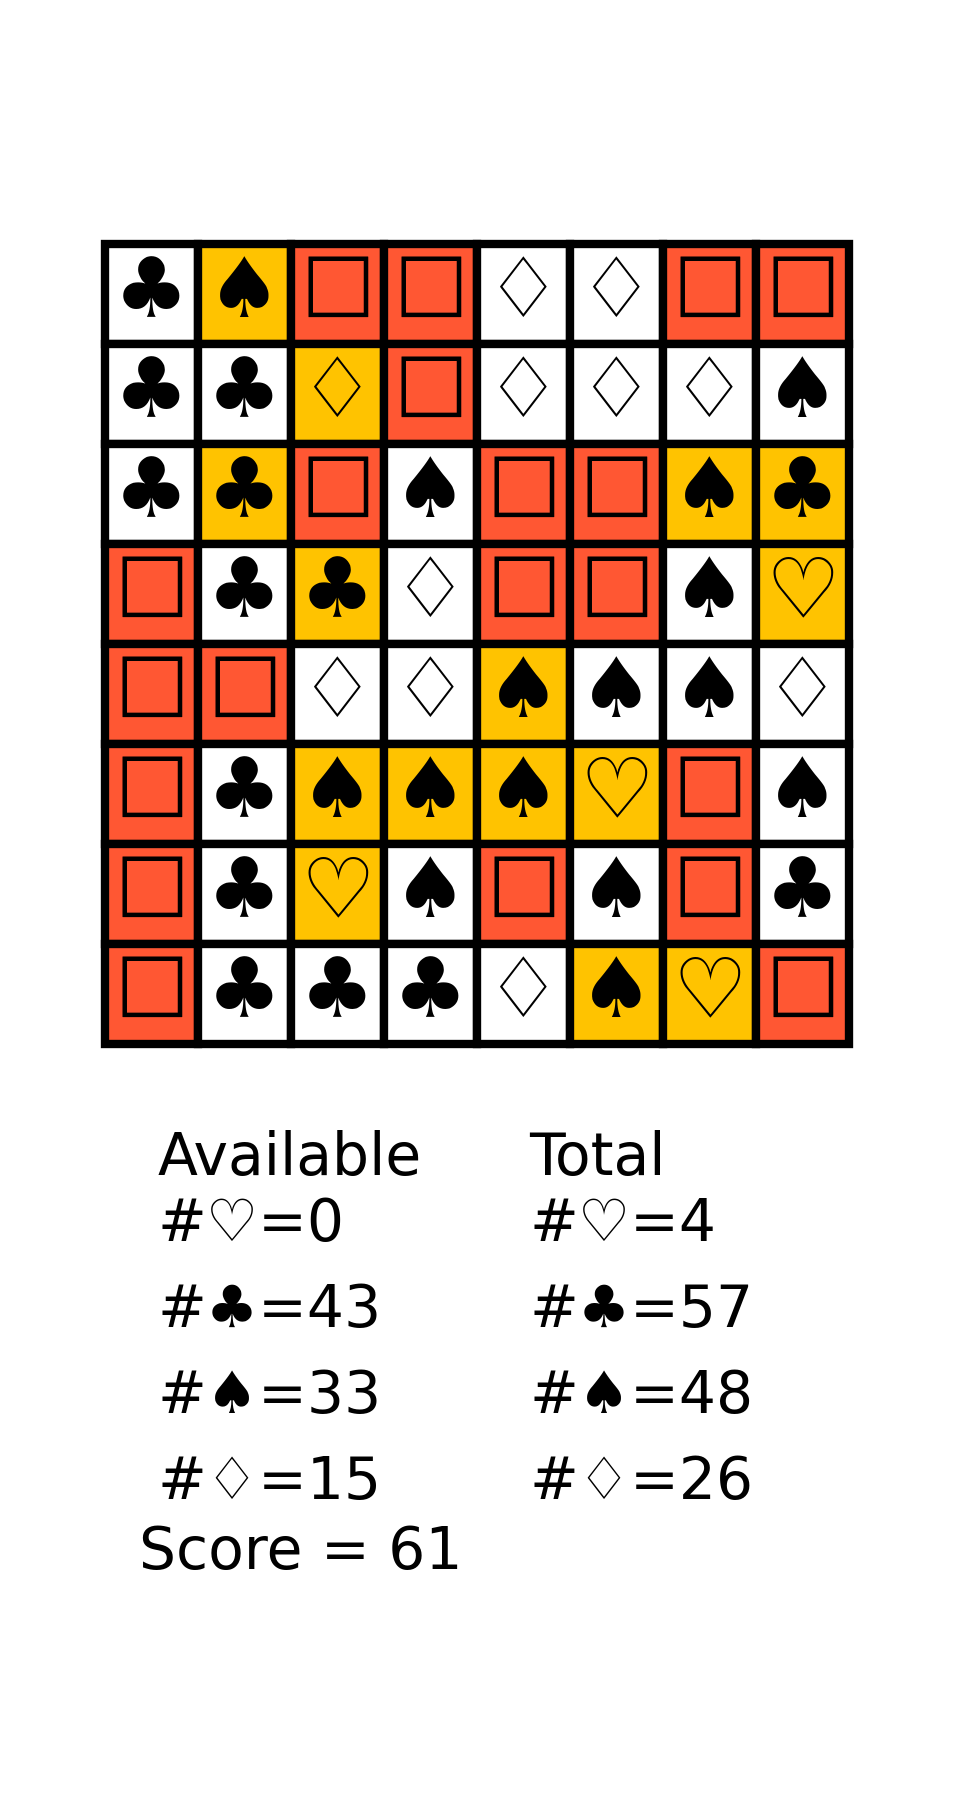 ♣ ♠ □ □ ♢ ♢ □ □
♣ ♣ ♢ □ ♢ ♢ ♢ ♠
♣ ♣ □ ♠ □ □ ♠ ♣
□ ♣ ♣ ♢ □ □ ♠ ♡
□ □ ♢ ♢ ♠ ♠ ♠ ♢
□ ♣ ♠ ♠ ♠ ♡ □ ♠
□ ♣ ♡ ♠ □ ♠ □ ♣
□ ♣ ♣ ♣ ♢ ♠ ♡ □
Available Total
#♡=0 #♡=4
#♣=43 #♣=57
#♠=33 #♠=48
#♢=15 #♢=26
Score = 61